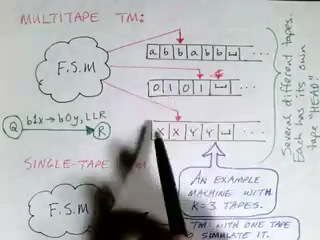 MULTITAPE TM:
F.S.M
a b b a b b ␣ ...
0 1 0 1 ␣ ...
Several different tapes.
Each has its own
tape "HEAD"
b1x → b0y, LLR
Q R
X X Y Y ␣ ...
SINGLE-TAPE
AN EXAMPLE
MACHINE WITH
K=3 TAPES.
F.S.M
TM WITH ONE TAPE
SIMULATE IT.